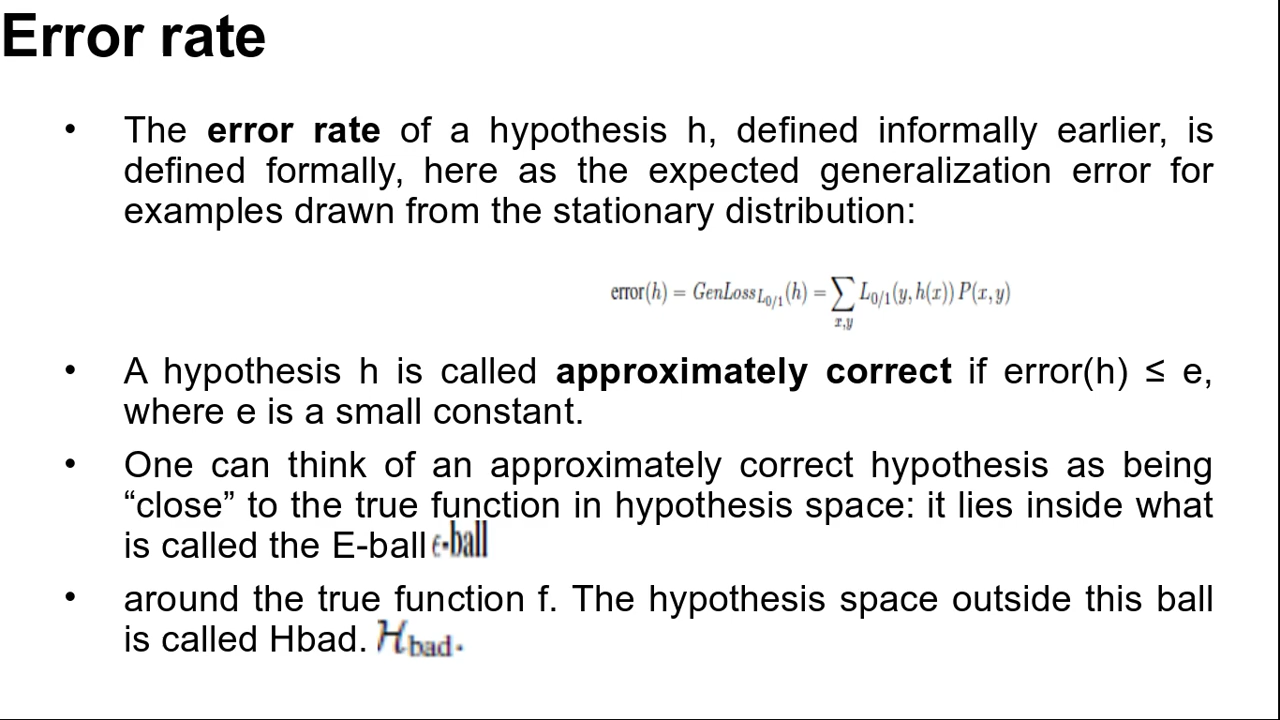 Error rate
• The error rate of a hypothesis h, defined informally earlier, is
defined formally, here as the expected generalization error for
examples drawn from the stationary distribution:
error(h) = GenLoss_{L_{0/1}}(h) = ∑_{x,y} L_{0/1}(y, h(x)) P(x, y)
• A hypothesis h is called approximately correct if error(h) ≤ e,
where e is a small constant.
• One can think of an approximately correct hypothesis as being
“close” to the true function in hypothesis space: it lies inside what
is called the E-ball ϵ-ball
• around the true function f. The hypothesis space outside this ball
is called Hbad. ℋ_{bad}.